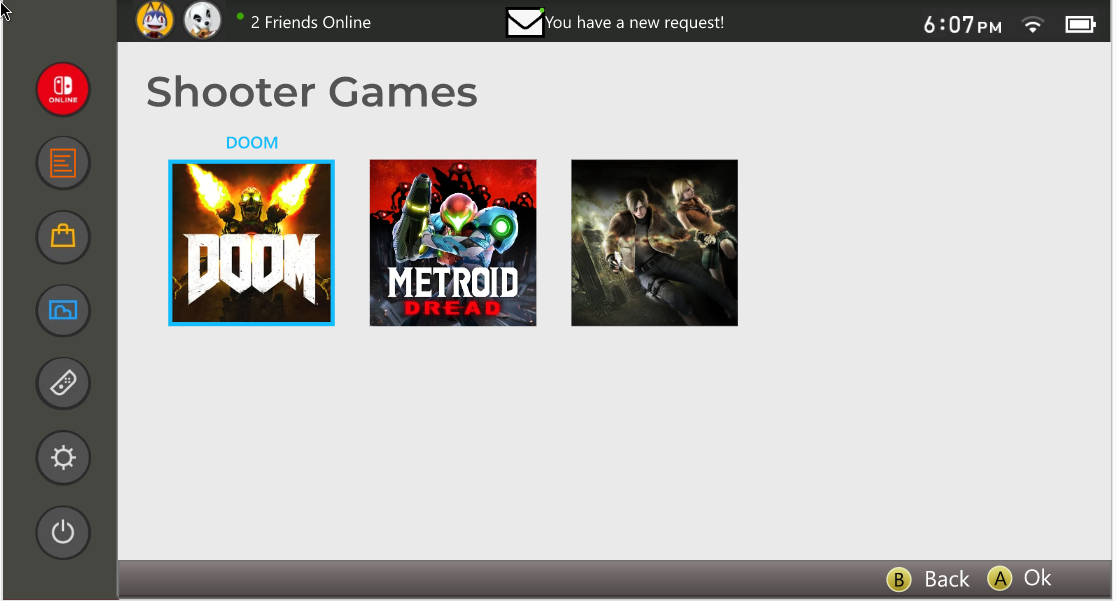 2 Friends Online
You have a new request!
6:07PM
ONLINE
Shooter Games
DOOM
DOOM
METROID
DREAD
B Back
A Ok